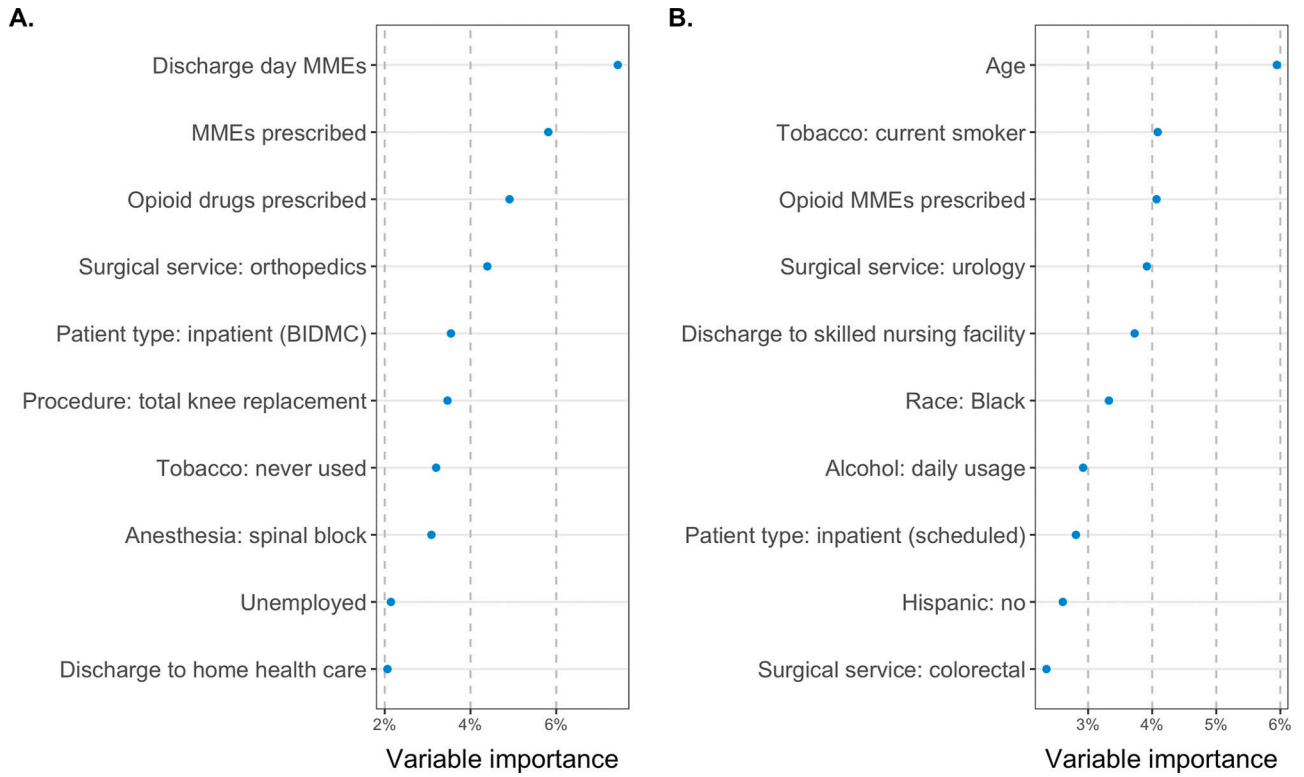 A.
Discharge day MMEs
MMEs prescribed
Opioid drugs prescribed
Surgical service: orthopedics
Patient type: inpatient (BIDMC)
Procedure: total knee replacement
Tobacco: never used
Anesthesia: spinal block
Unemployed
Discharge to home health care
2% 4% 6%
Variable importance
B.
Age
Tobacco: current smoker
Opioid MMEs prescribed
Surgical service: urology
Discharge to skilled nursing facility
Race: Black
Alcohol: daily usage
Patient type: inpatient (scheduled)
Hispanic: no
Surgical service: colorectal
3% 4% 5% 6%
Variable importance